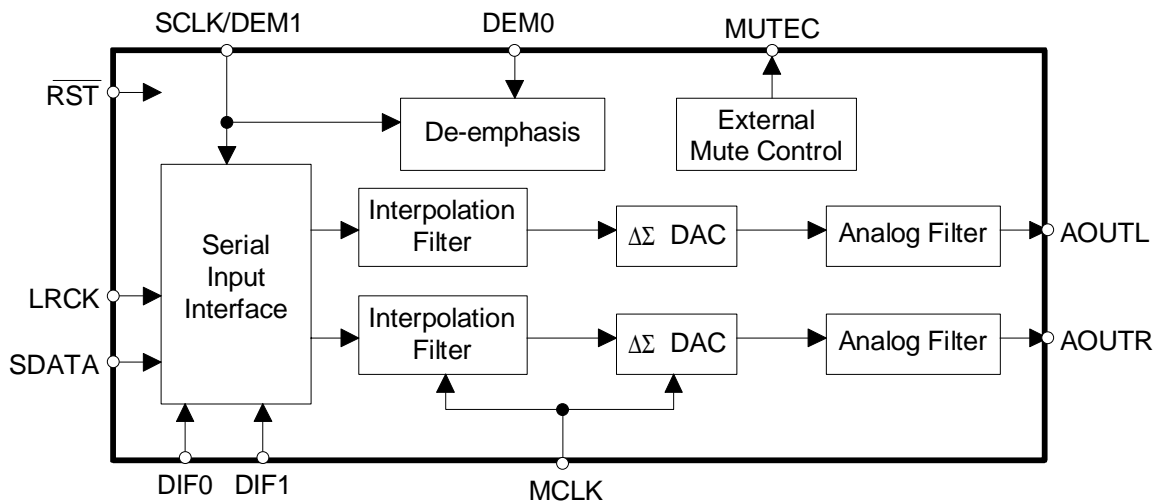 SCLK/DEM1
DEM0
MUTEC
RST
De-emphasis
External
Mute Control
Serial
Input
Interface
Interpolation
Filter
ΔΣ DAC
Analog Filter
AOUTL
LRCK
SDATA
Interpolation
Filter
ΔΣ DAC
Analog Filter
AOUTR
DIF0
DIF1
MCLK